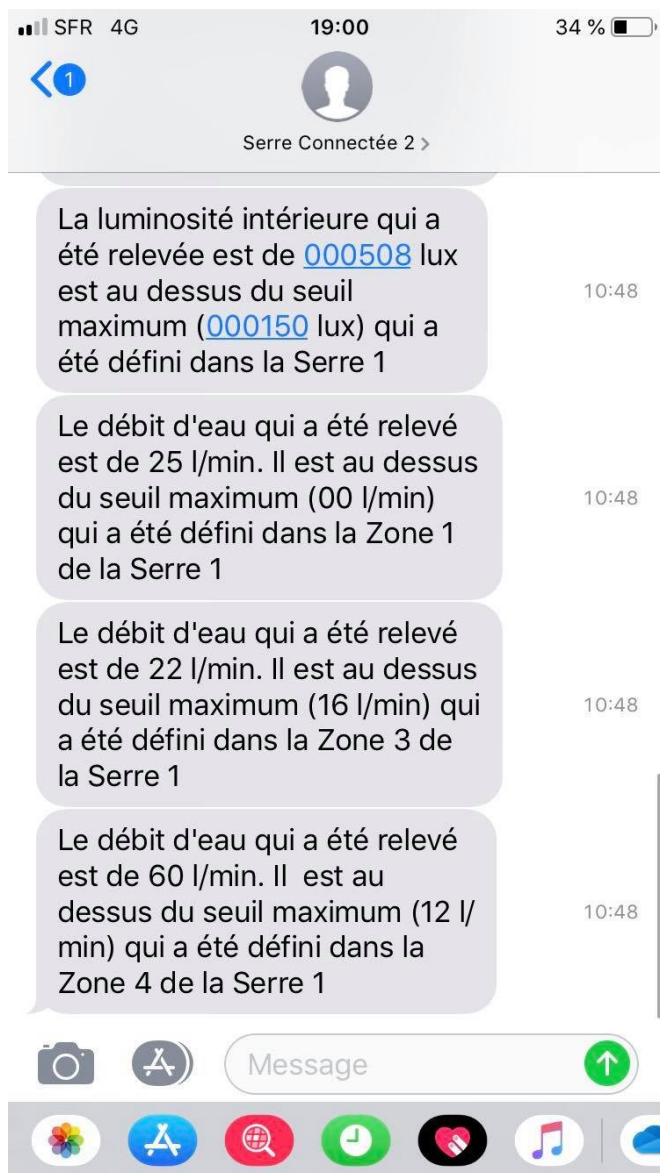 SFR 4G 19:00 34 %
1
Serre Connectée 2 >
La luminosité intérieure qui a
été relevée est de 000508 lux
est au dessus du seuil
maximum (000150 lux) qui a
été défini dans la Serre 1
10:48
Le débit d'eau qui a été relevé
est de 25 l/min. Il est au dessus
du seuil maximum (00 l/min)
qui a été défini dans la Zone 1
de la Serre 1
10:48
Le débit d'eau qui a été relevé
est de 22 l/min. Il est au dessus
du seuil maximum (16 l/min) qui
a été défini dans la Zone 3 de
la Serre 1
10:48
Le débit d'eau qui a été relevé
est de 60 l/min. Il  est au
dessus du seuil maximum (12 l/
min) qui a été défini dans la
Zone 4 de la Serre 1
10:48
Message